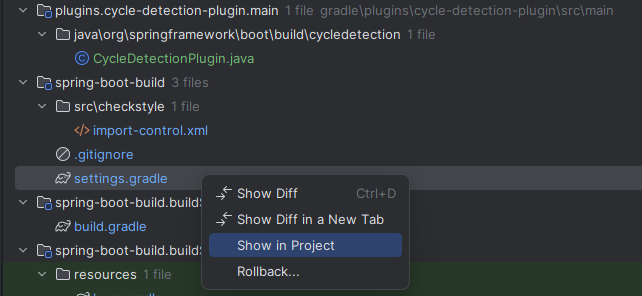 plugins.cycle-detection-plugin.main 1 file gradle\plugins\cycle-detection-plugin\src\main
java\org\springframework\boot\build\cycledetection 1 file
CycleDetectionPlugin.java
spring-boot-build 3 files
src\checkstyle 1 file
import-control.xml
.gitignore
settings.gradle
Show Diff Ctrl+D
spring-boot-build.buildS
Show Diff in a New Tab
build.gradle
Show in Project
spring-boot-build.buildS
Rollback...
resources 1 file